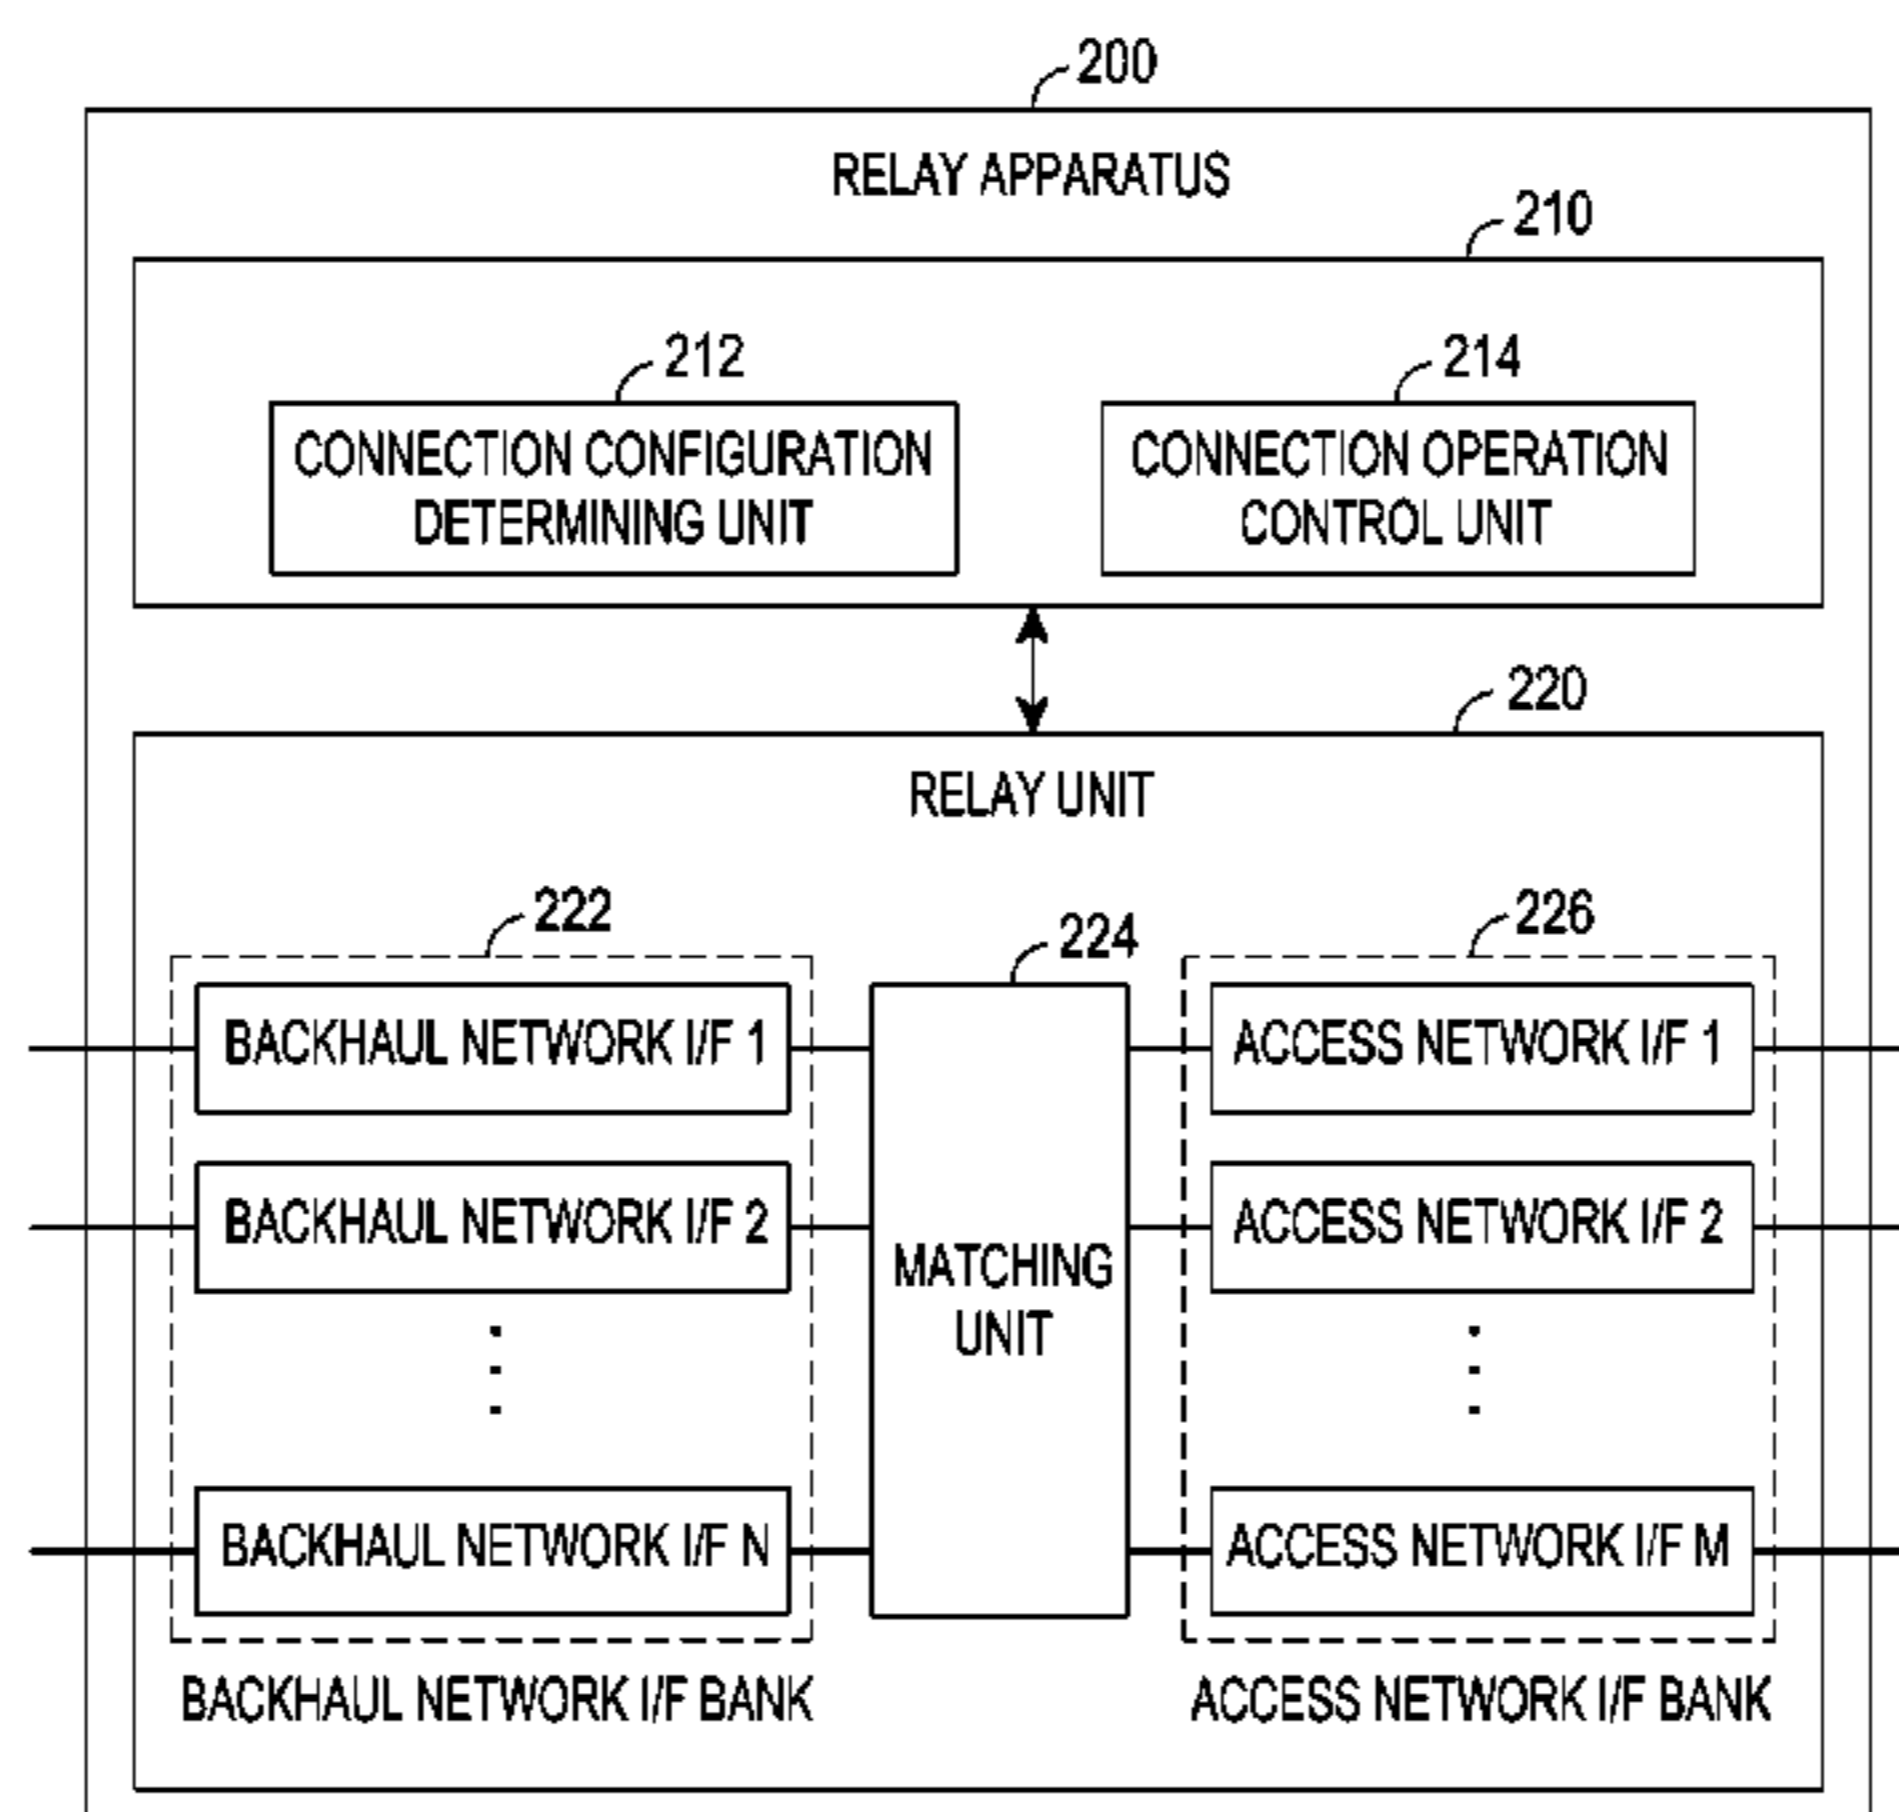 200
RELAY APPARATUS
210
212
214
CONNECTION CONFIGURATION
DETERMINING UNIT
CONNECTION OPERATION
CONTROL UNIT
220
RELAY UNIT
222
224
226
BACKHAUL NETWORK I/F 1
ACCESS NETWORK I/F 1
BACKHAUL NETWORK I/F 2
ACCESS NETWORK I/F 2
MATCHING
UNIT
BACKHAUL NETWORK I/F N
ACCESS NETWORK I/F M
BACKHAUL NETWORK I/F BANK
ACCESS NETWORK I/F BANK